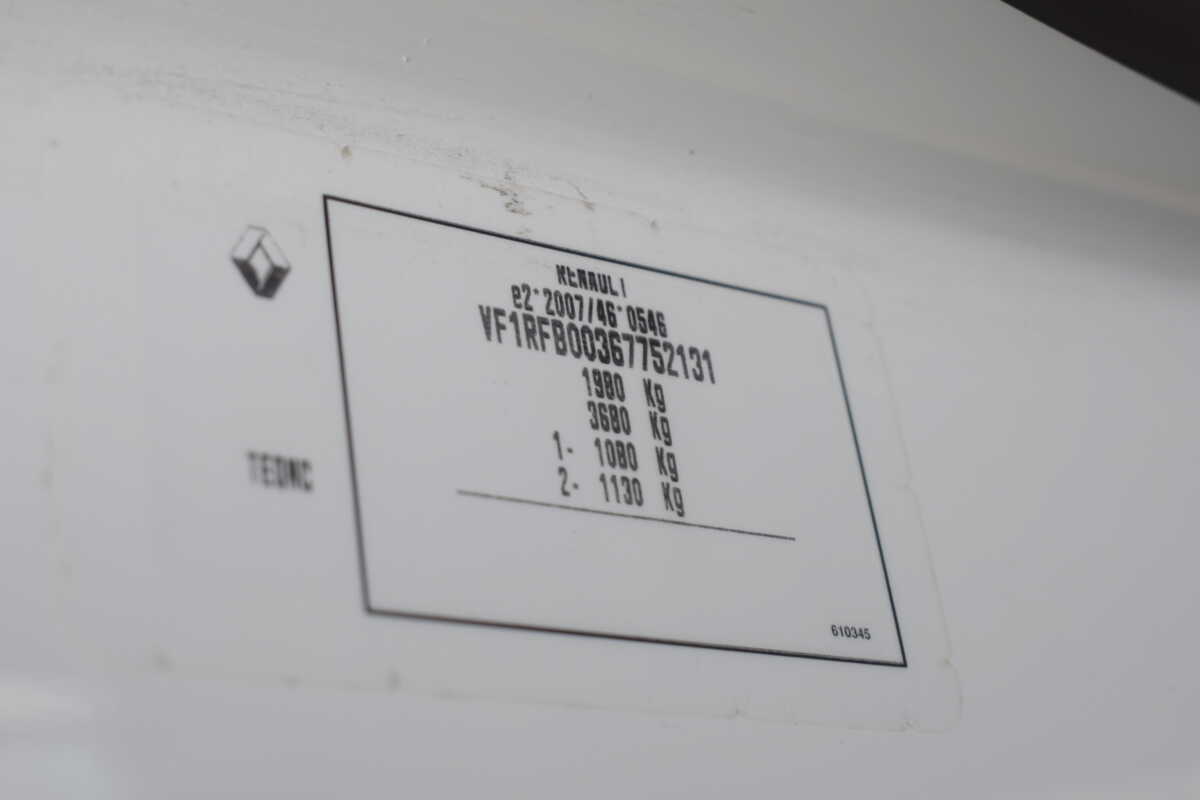 RENAULT
e2*2007/46*0546
VF1RFB00367752131
1980 Kg
3680 Kg
1- 1080 Kg
2- 1130 Kg
TEDNC
610345